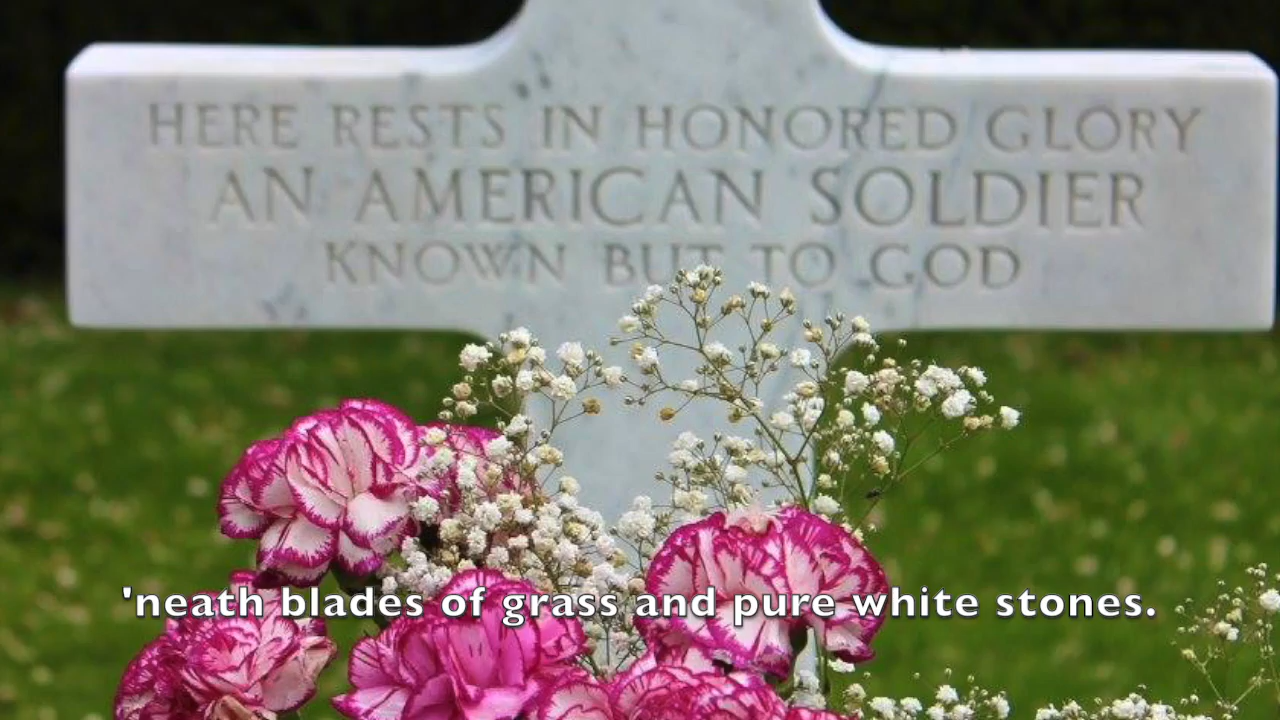 HERE RESTS IN HONORED GLORY
AN AMERICAN SOLDIER
KNOWN BUT TO GOD
'neath blades of grass and pure white stones.